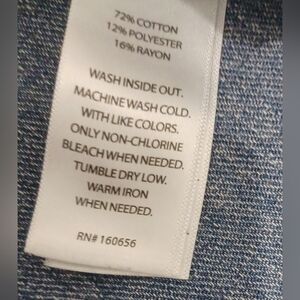 72% COTTON
12% POLYESTER
16% RAYON
WASH INSIDE OUT.
MACHINE WASH COLD.
WITH LIKE COLORS.
ONLY NON-CHLORINE
BLEACH WHEN NEEDED.
TUMBLE DRY LOW.
WARM IRON
WHEN NEEDED.
RN# 160656